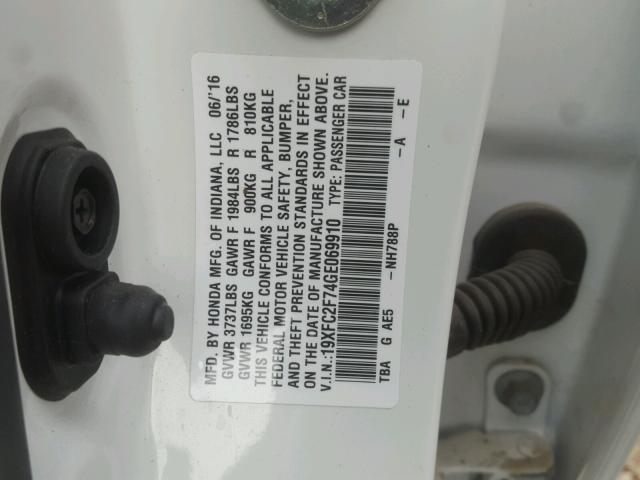 MFD. BY HONDA MFG. OF INDIANA, LLC 06/16
GVWR 3737LBS GAWR F 1984LBS R 1786LBS
GVWR 1695KG GAWR F 900KG R 810KG
THIS VEHICLE CONFORMS TO ALL APPLICABLE
FEDERAL MOTOR VEHICLE SAFETY, BUMPER,
AND THEFT PREVENTION STANDARDS IN EFFECT
ON THE DATE OF MANUFACTURE SHOWN ABOVE.
V.I.N.:19XFC2F74GE069910 TYPE: PASSENGER CAR
TBA G AE5 -NH788P -A -E